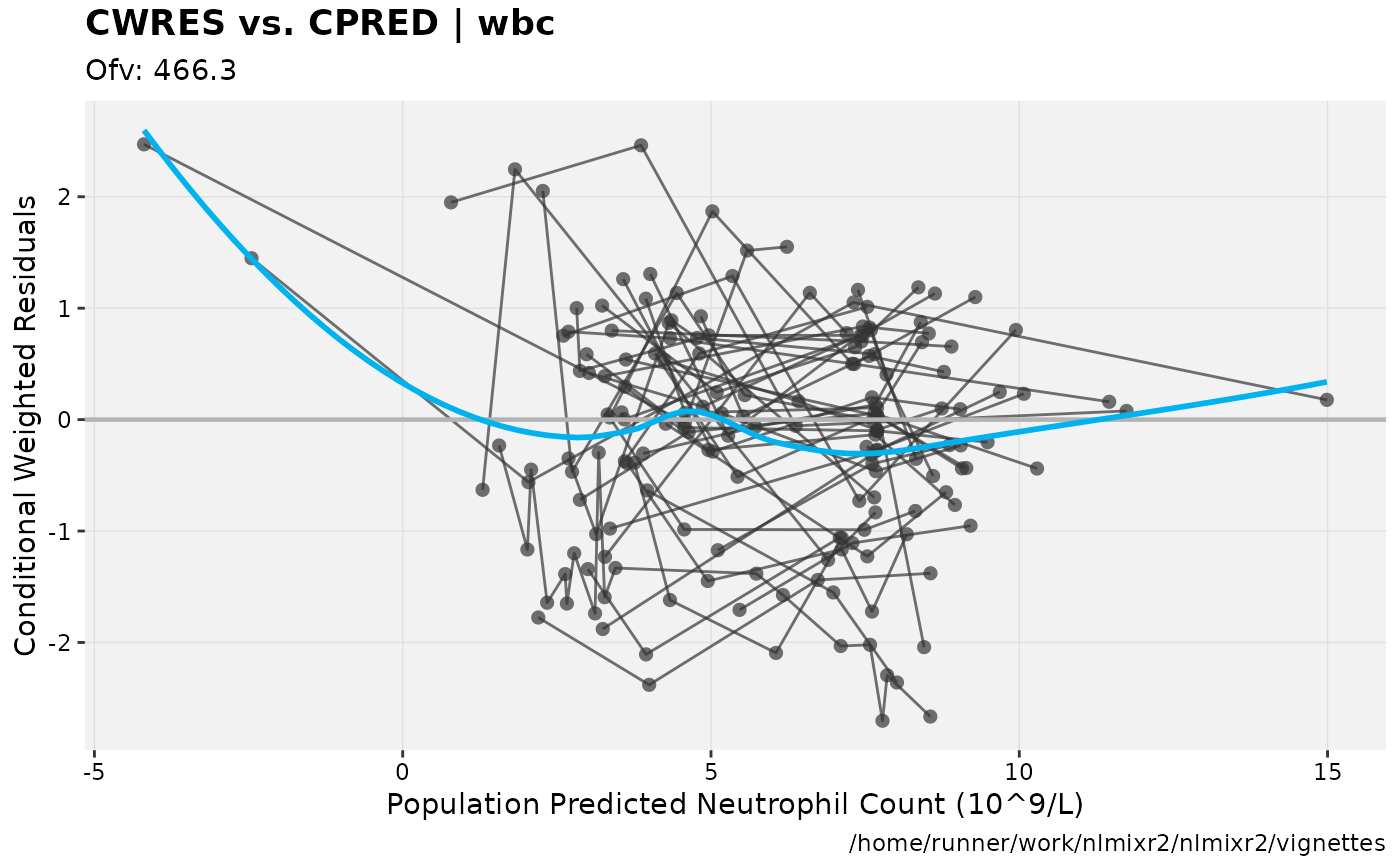 CWRES vs. CPRED | wbc
Ofv: 466.3
Conditional Weighted Residuals
2
1
0
-1
-2
-5 0 5 10 15
Population Predicted Neutrophil Count (10^9/L)
/home/runner/work/nlmixr2/nlmixr2/vignettes